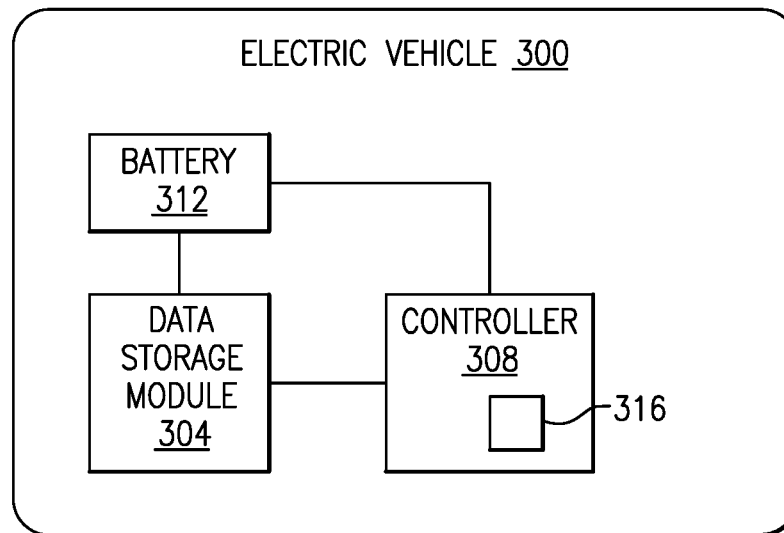 ELECTRIC VEHICLE 300
BATTERY
312
DATA
STORAGE
MODULE
304
CONTROLLER
308
316